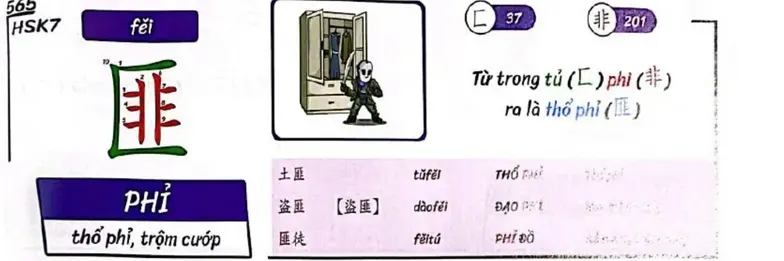 565
HSK7
fěi
匚 37
非 201
匪
Từ trong tủ (匚) phi (非)
ra là thổ phỉ (匪)
PHỈ
thổ phỉ, trộm cướp
土匪 tǔfěi THỔ PHỈ
盗匪 【盜匪】 dàofěi ĐẠO PHỈ
匪徒 fěitú PHỈ ĐỒ